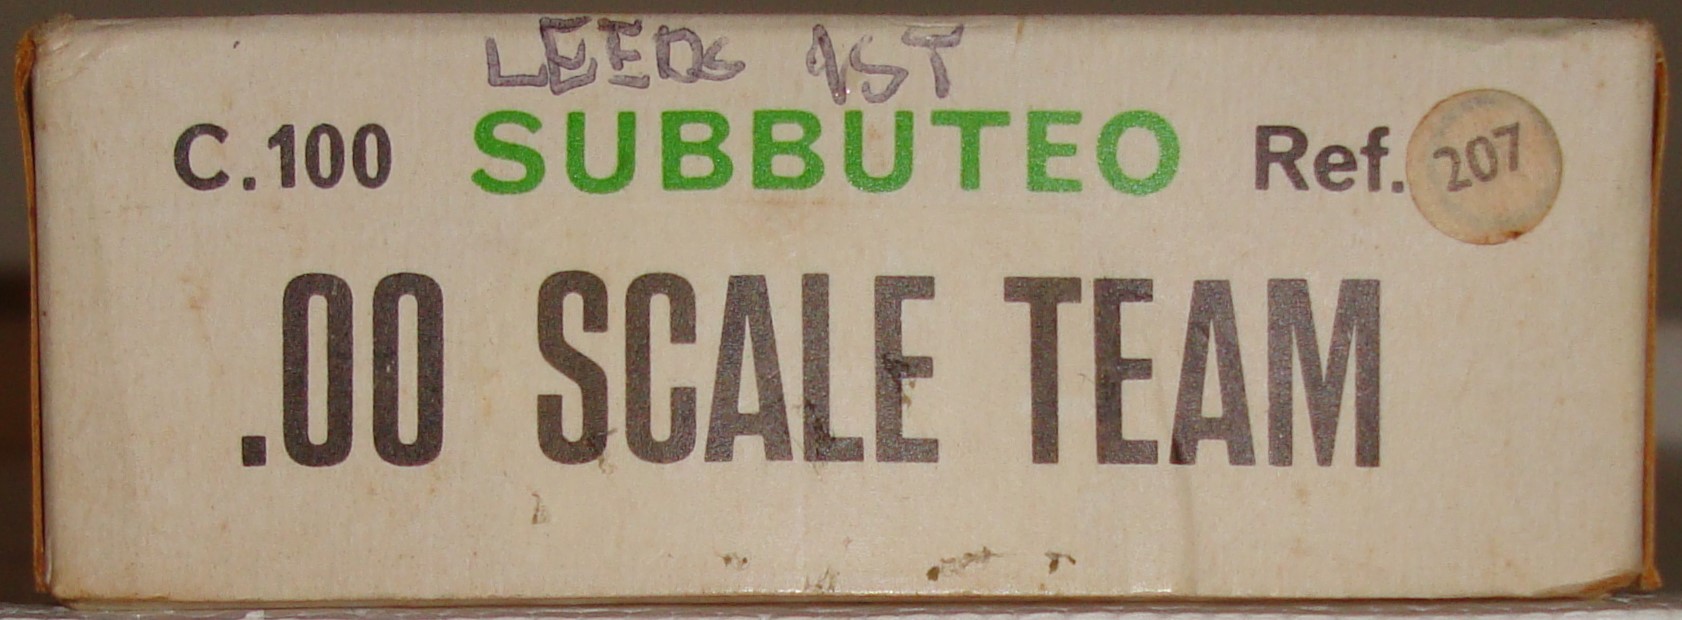 LEEDS 1ST
C.100 SUBBUTEO Ref. 207
.00 SCALE TEAM